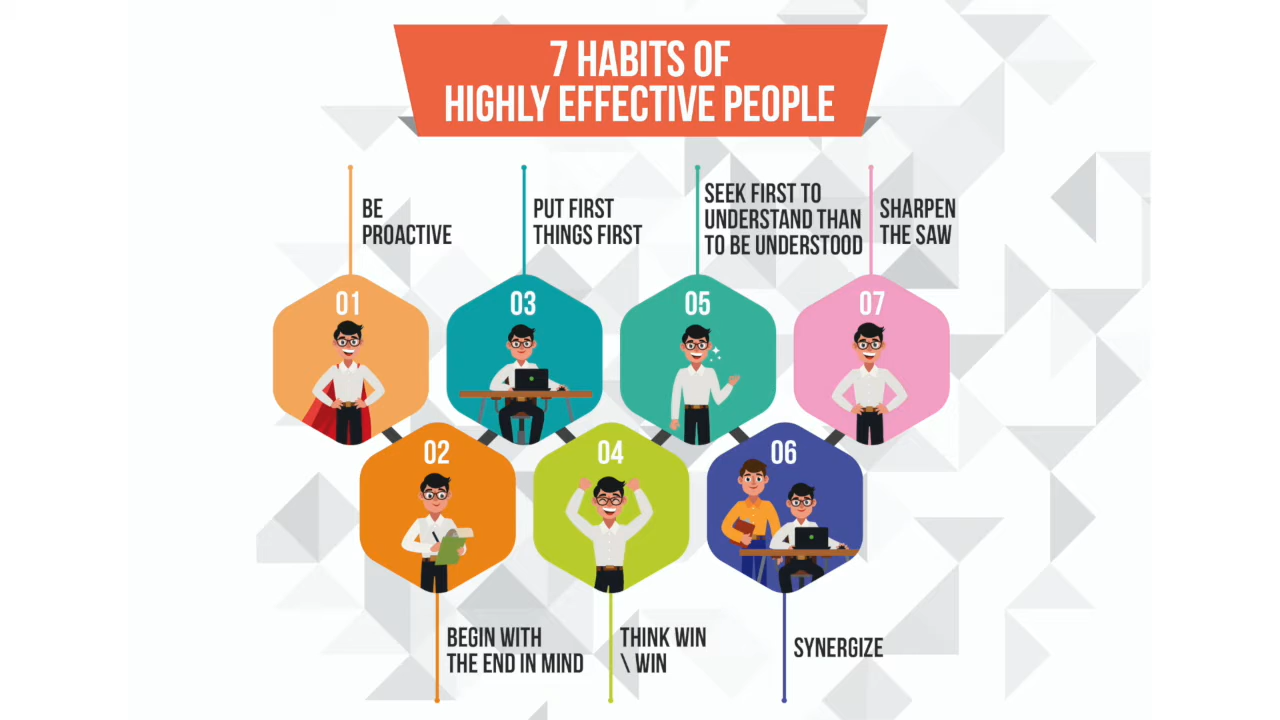 7 HABITS OF
HIGHLY EFFECTIVE PEOPLE
01
BE
PROACTIVE
02
BEGIN WITH
THE END IN MIND
03
PUT FIRST
THINGS FIRST
04
THINK WIN
\ WIN
05
SEEK FIRST TO
UNDERSTAND THAN
TO BE UNDERSTOOD
06
SYNERGIZE
07
SHARPEN
THE SAW